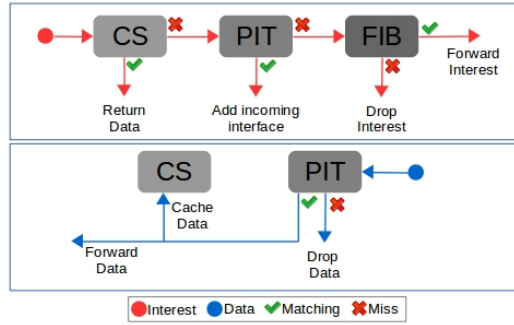 CS
PIT
FIB
Forward
Interest
Return
Data
Add incoming
interface
Drop
Interest
CS
PIT
Cache
Data
Forward
Data
Drop
Data
Interest Data Matching Miss